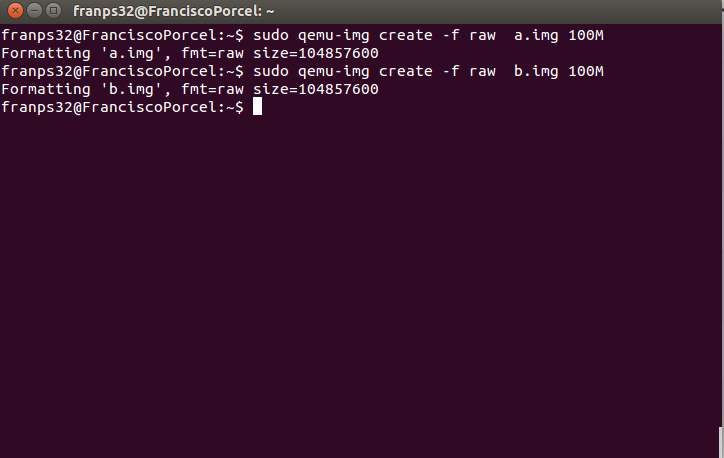 franps32@FranciscoPorcel: ~
franps32@FranciscoPorcel:~$ sudo qemu-img create -f raw  a.img 100M
Formatting 'a.img', fmt=raw size=104857600
franps32@FranciscoPorcel:~$ sudo qemu-img create -f raw  b.img 100M
Formatting 'b.img', fmt=raw size=104857600
franps32@FranciscoPorcel:~$